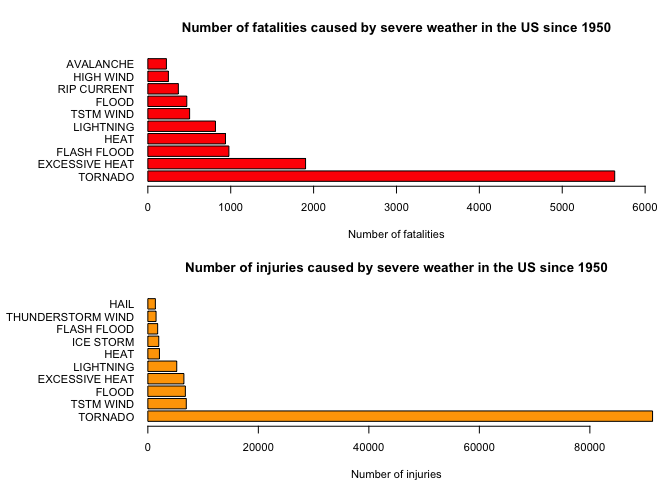 Number of fatalities caused by severe weather in the US since 1950
AVALANCHE
HIGH WIND
RIP CURRENT
FLOOD
TSTM WIND
LIGHTNING
HEAT
FLASH FLOOD
EXCESSIVE HEAT
TORNADO
0 1000 2000 3000 4000 5000 6000
Number of fatalities
Number of injuries caused by severe weather in the US since 1950
HAIL
THUNDERSTORM WIND
FLASH FLOOD
ICE STORM
HEAT
LIGHTNING
EXCESSIVE HEAT
FLOOD
TSTM WIND
TORNADO
0 20000 40000 60000 80000
Number of injuries